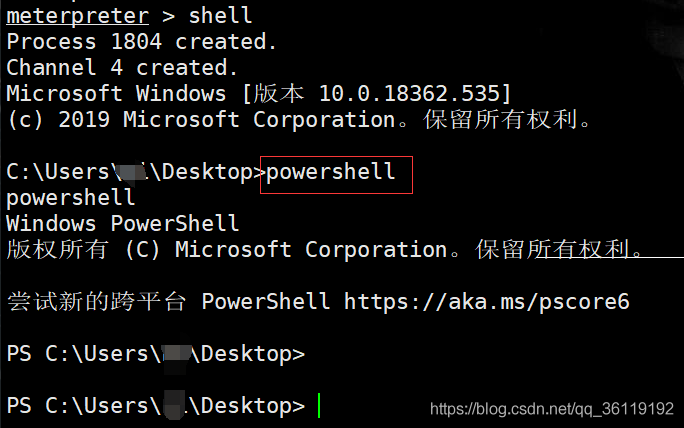 meterpreter > shell
Process 1804 created.
Channel 4 created.
Microsoft Windows [版本 10.0.18362.535]
(c) 2019 Microsoft Corporation。保留所有权利。
C:\Users\ \Desktop>powershell
powershell
Windows PowerShell
版权所有 (C) Microsoft Corporation。保留所有权利。
尝试新的跨平台 PowerShell https://aka.ms/pscore6
PS C:\Users\ \Desktop>
PS C:\Users\ \Desktop>
https://blog.csdn.net/qq_36119192